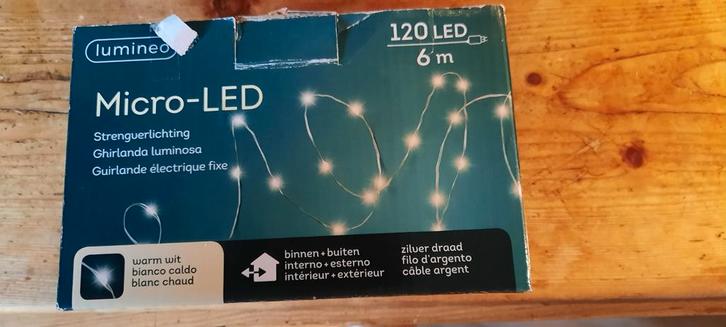 lumineo
120 LED
6 m
Micro-LED
Strengverlichting
Ghirlanda luminosa
Guirlande électrique fixe
warm wit
bianco caldo
blanc chaud
binnen + buiten
interno + esterno
intérieur + extérieur
zilver draad
filo d'argento
câble argent